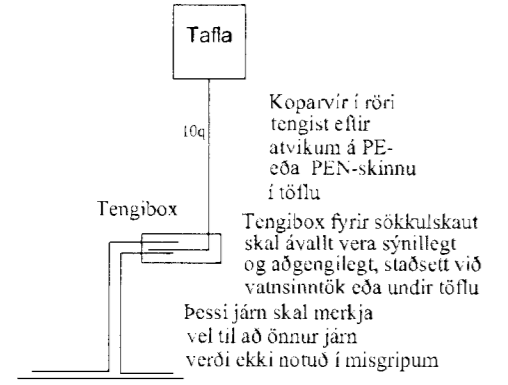 Tafla
10q
Koparvír í röri
tengist eftir
atvikum á PE-
eða PEN-skinnu
í töflu
Tengibox
Tengibox fyrir sökkulskaut
skal ávallt vera sýnillegt
og aðgengilegt, staðsett við
vatnsinntök eða undir töflu
Þessi járn skal merkja
vel til að önnur járn
verði ekki notuð í misgripum